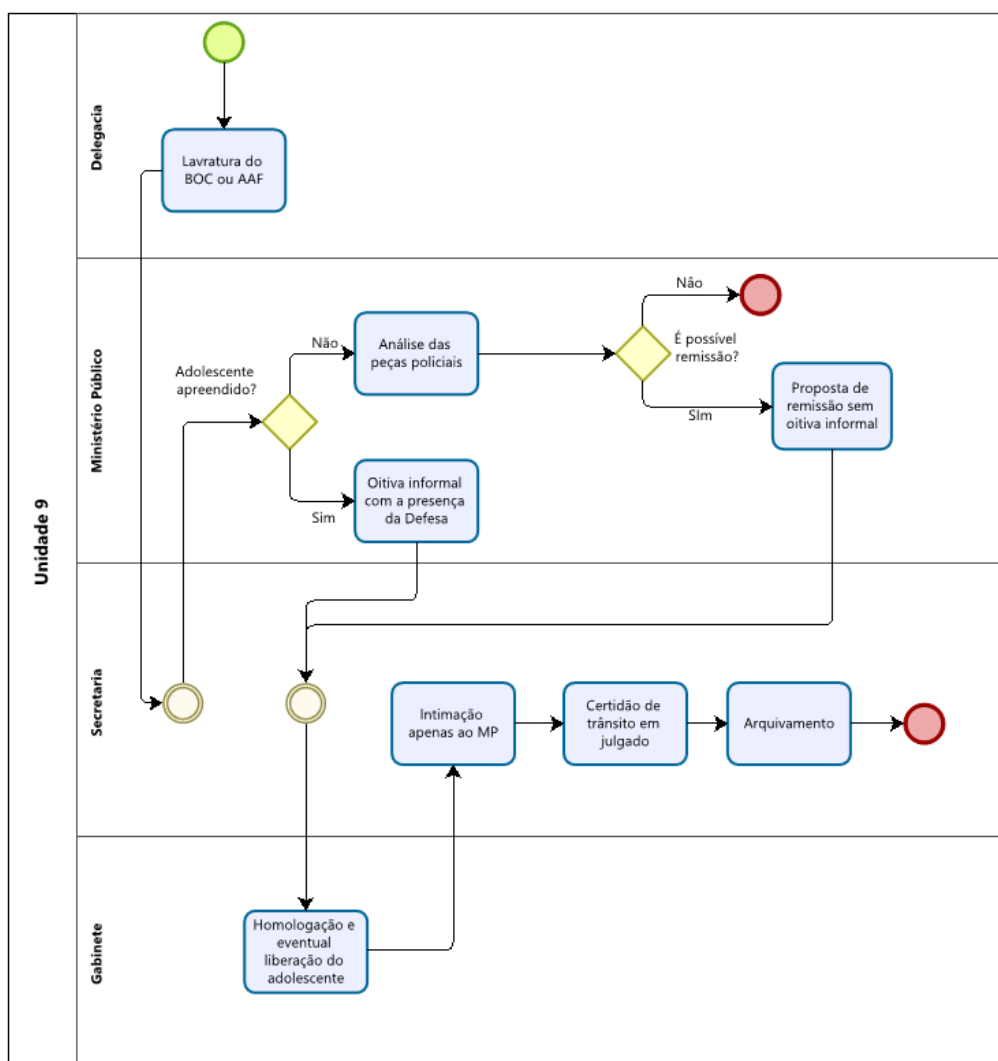 Unidade 9
Delegacia
Lavratura do
BOC ou AAF
Ministério Público
Adolescente
apreendido?
Não
Sim
Análise das
peças policiais
Oitiva informal
com a presença
da Defesa
É possível
remissão?
Nâo
SIm
Proposta de
remissão sem
oitiva informal
Secretaria
Intimação
apenas ao MP
Certidão de
trânsito em
julgado
Arquivamento
Gabinete
Homologação e
eventual
liberação do
adolescente